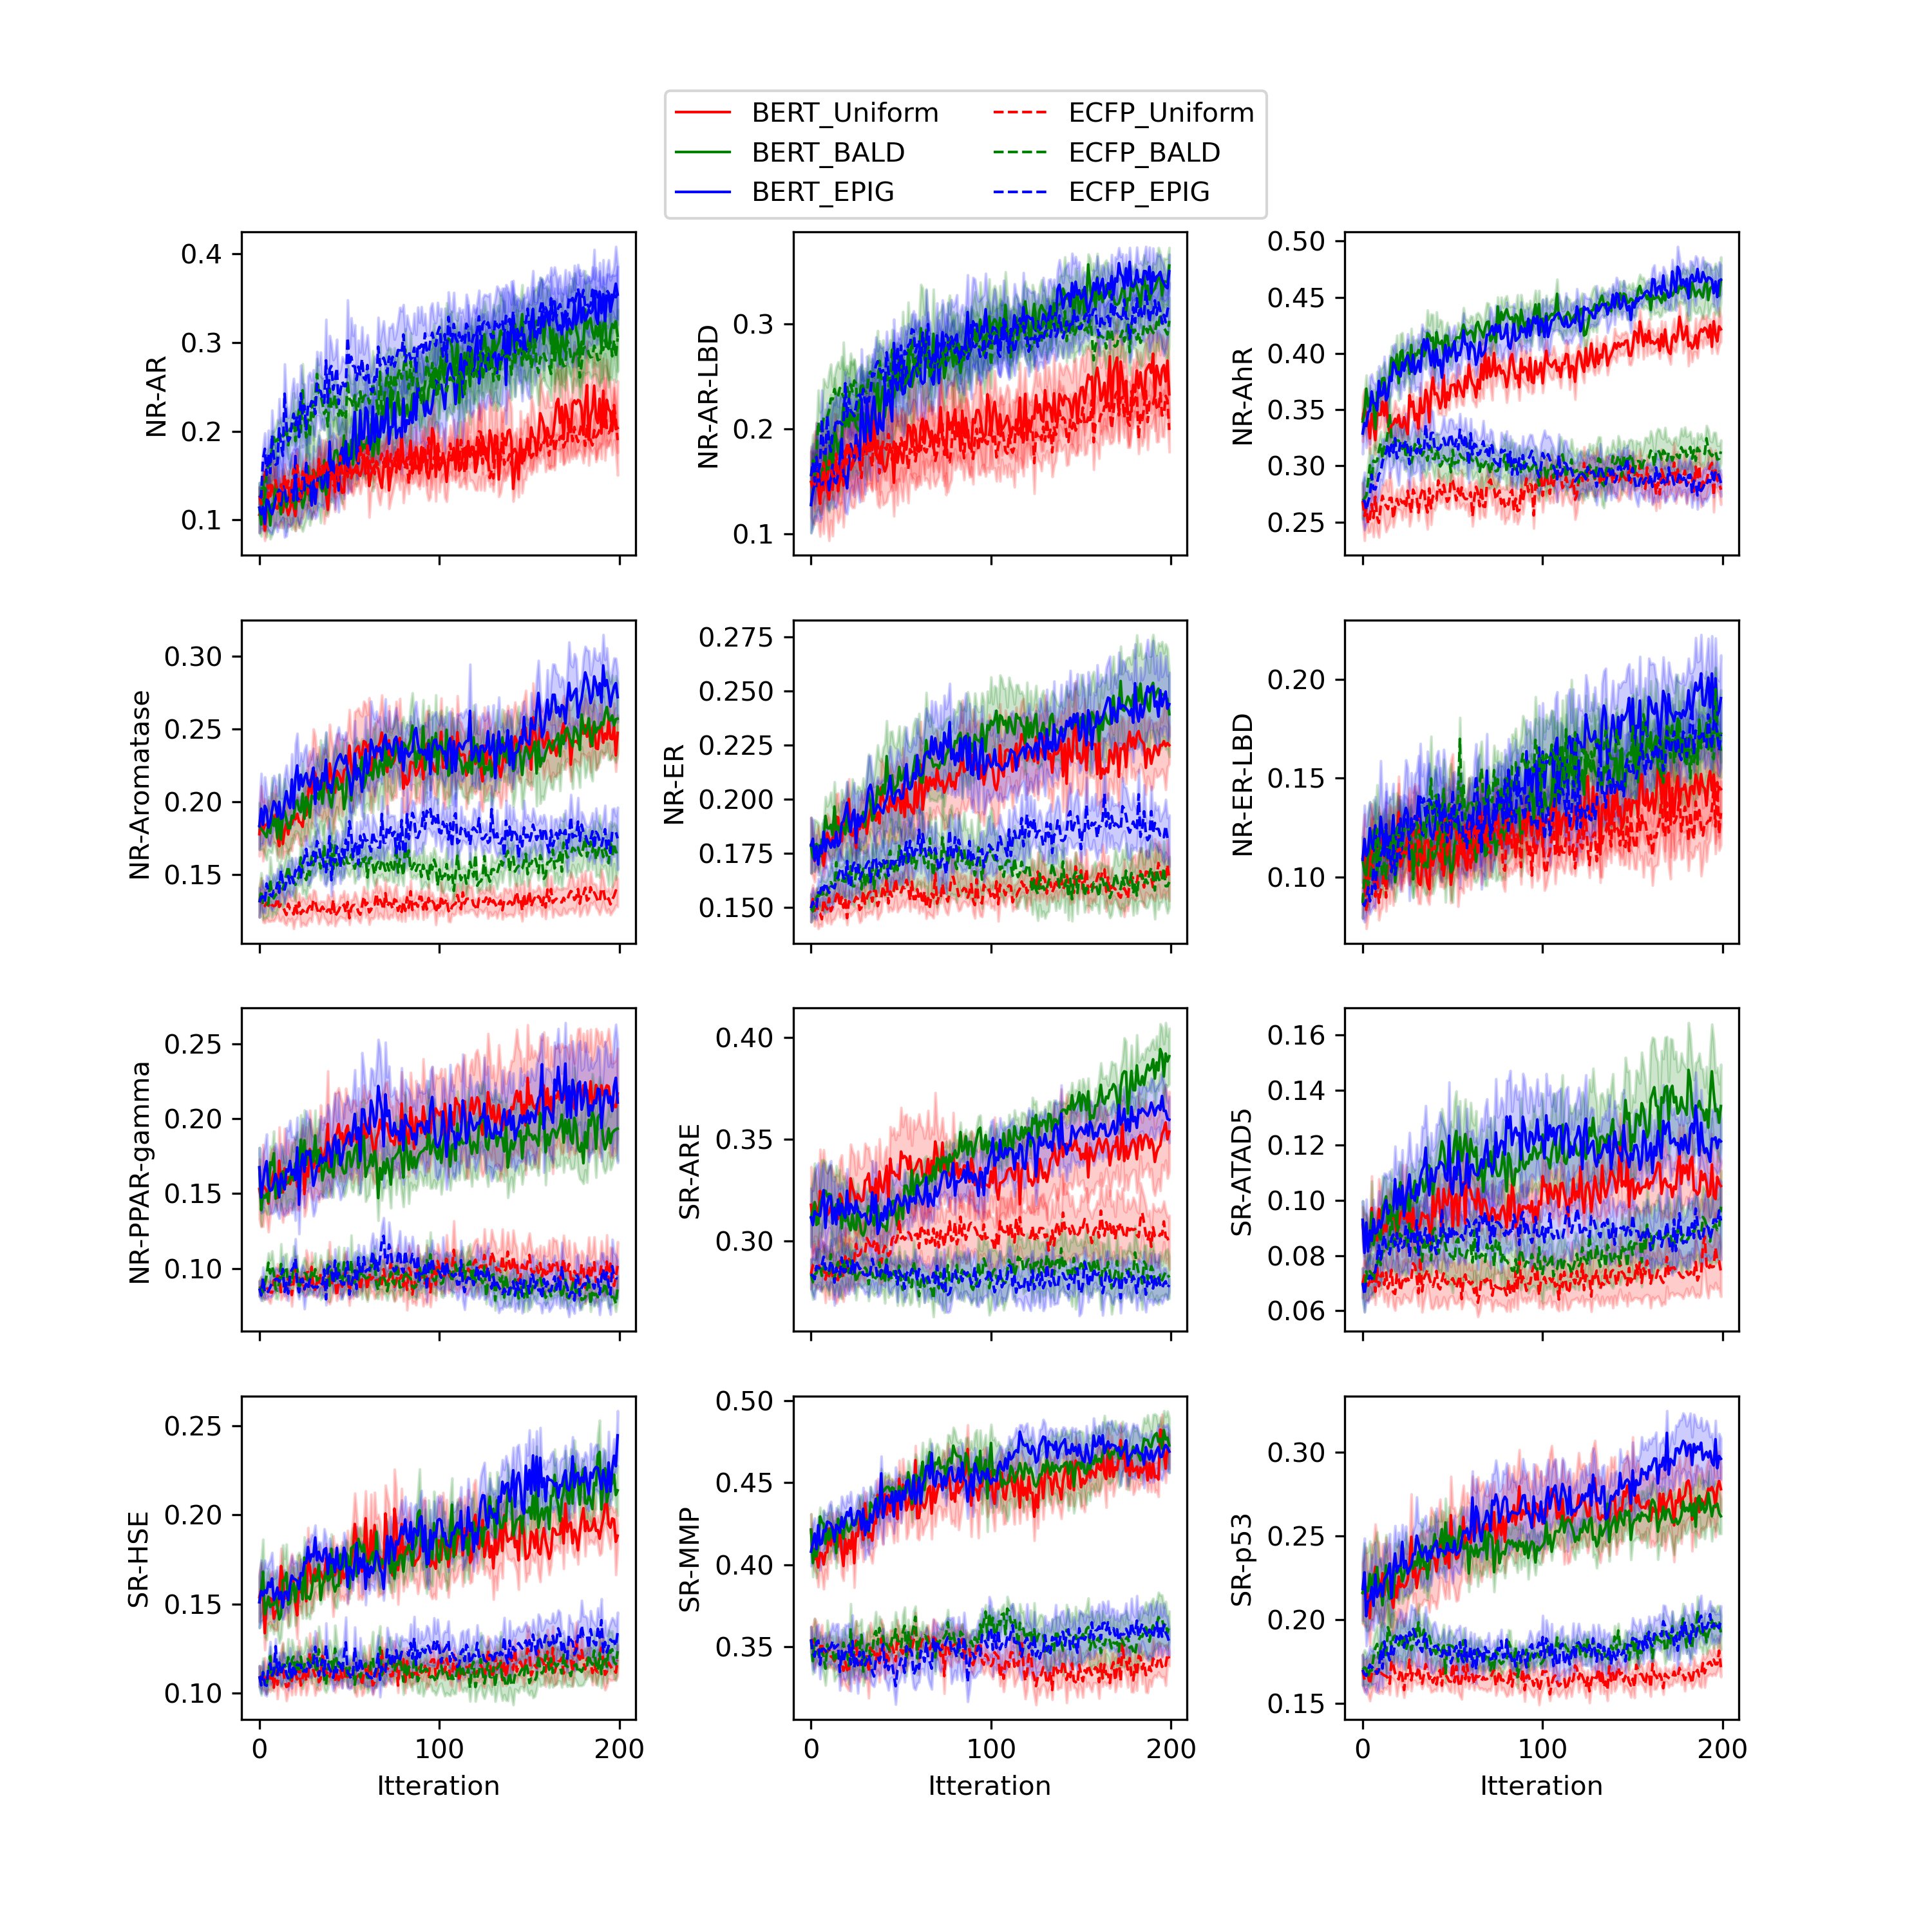 BERT_Uniform ECFP_Uniform
BERT_BALD ECFP_BALD
BERT_EPIG ECFP_EPIG
NR-AR
0.4
0.3
0.2
0.1
NR-AR-LBD
0.3
0.2
0.1
NR-AhR
0.50
0.45
0.40
0.35
0.30
0.25
NR-Aromatase
0.30
0.25
0.20
0.15
NR-ER
0.275
0.250
0.225
0.200
0.175
0.150
NR-ER-LBD
0.20
0.15
0.10
NR-PPAR-gamma
0.25
0.20
0.15
0.10
SR-ARE
0.40
0.35
0.30
SR-ATAD5
0.16
0.14
0.12
0.10
0.08
0.06
SR-HSE
0.25
0.20
0.15
0.10
0 100 200
Itteration
SR-MMP
0.50
0.45
0.40
0.35
0 100 200
Itteration
SR-p53
0.30
0.25
0.20
0.15
0 100 200
Itteration